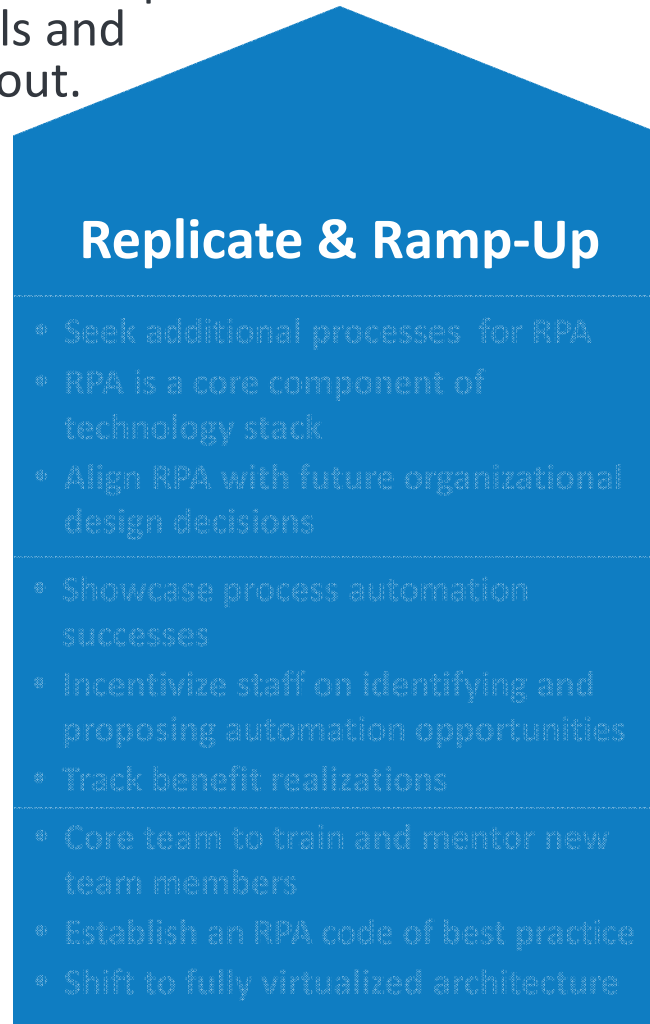 ls and
out.
Replicate & Ramp-Up
• Seek additional processes for RPA
• RPA is a core component of
technology stack
• Align RPA with future organizational
design decisions
• Showcase process automation
successes
• Incentivize staff on identifying and
proposing automation opportunities
• Track benefit realizations
• Core team to train and mentor new
team members
• Establish an RPA code of best practice
• Shift to fully virtualized architecture